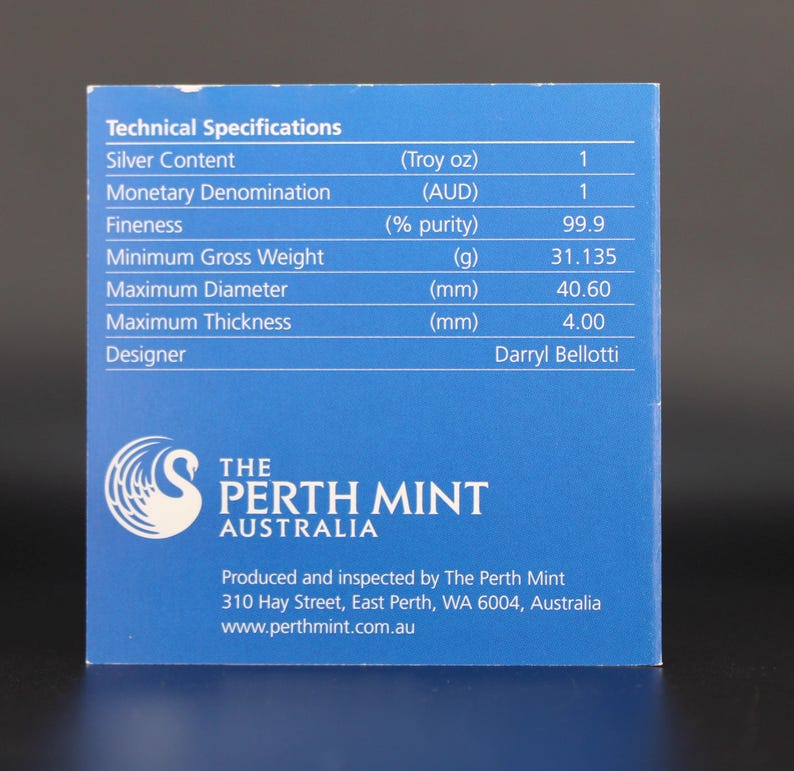 Technical Specifications
Silver Content (Troy oz) 1
Monetary Denomination (AUD) 1
Fineness (% purity) 99.9
Minimum Gross Weight (g) 31.135
Maximum Diameter (mm) 40.60
Maximum Thickness (mm) 4.00
Designer Darryl Bellotti
THE
PERTH MINT
AUSTRALIA
Produced and inspected by The Perth Mint
310 Hay Street, East Perth, WA 6004, Australia
www.perthmint.com.au